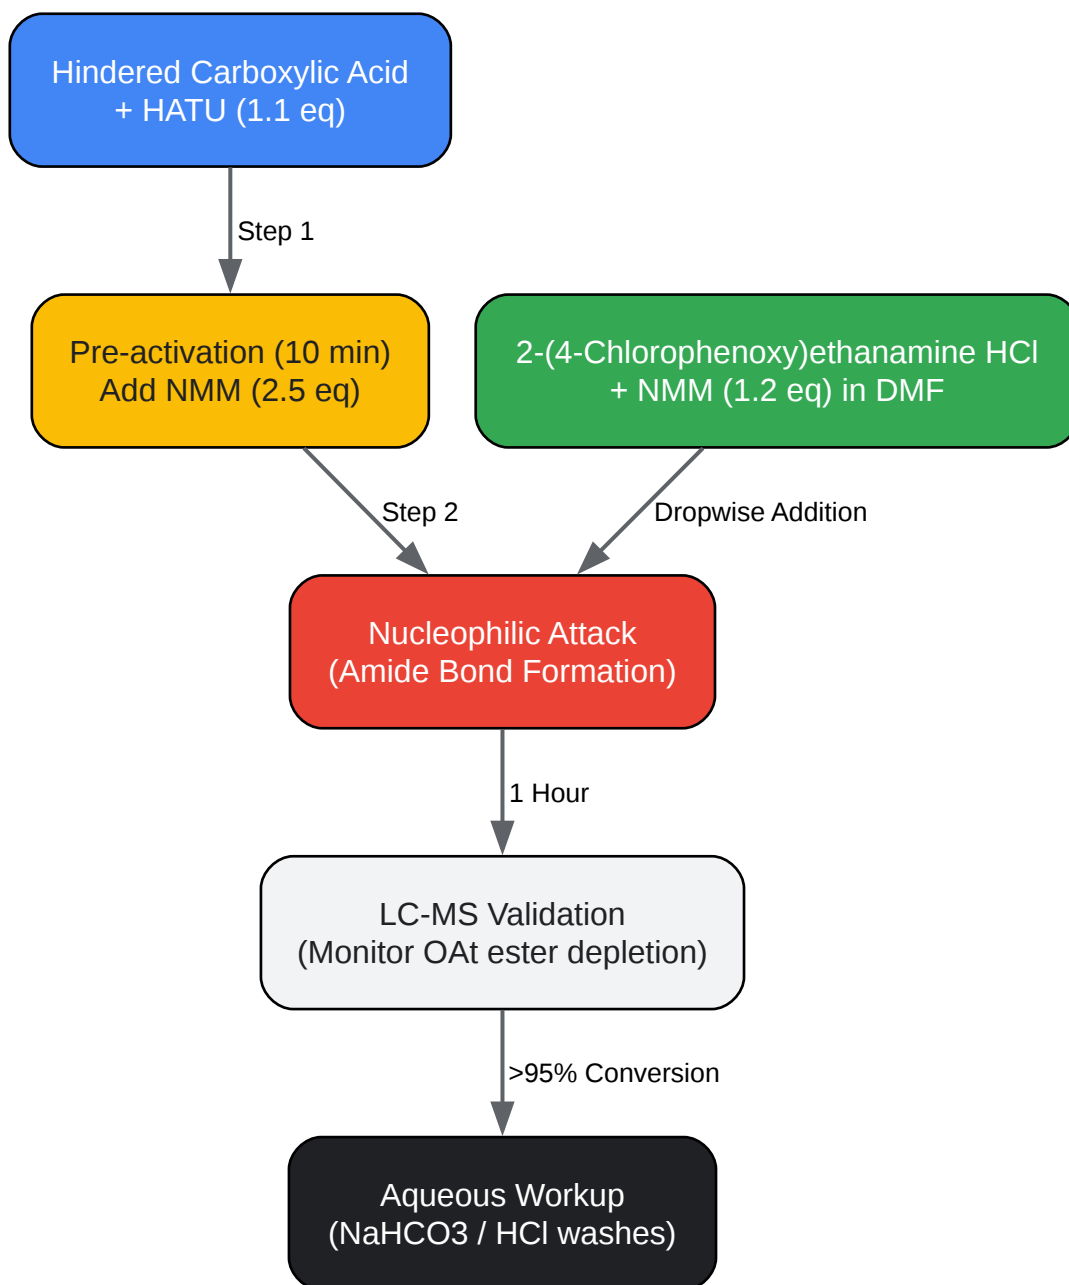 Hindered Carboxylic Acid
+ HATU (1.1 eq)
Step 1
Pre-activation (10 min)
Add NMM (2.5 eq)
2-(4-Chlorophenoxy)ethanamine HCl
+ NMM (1.2 eq) in DMF
Step 2
Dropwise Addition
Nucleophilic Attack
(Amide Bond Formation)
1 Hour
LC-MS Validation
(Monitor OAt ester depletion)
>95% Conversion
Aqueous Workup
(NaHCO3 / HCl washes)